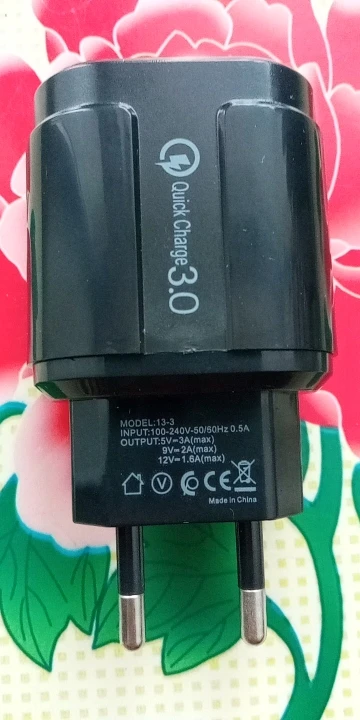 Quick Charge 3.0
MODEL:13-3
INPUT:100-240V-50/60Hz 0.5A
OUTPUT:5V=3A(max)
9V=2A(max)
12V=1.6A(max)
V CE
Made in China